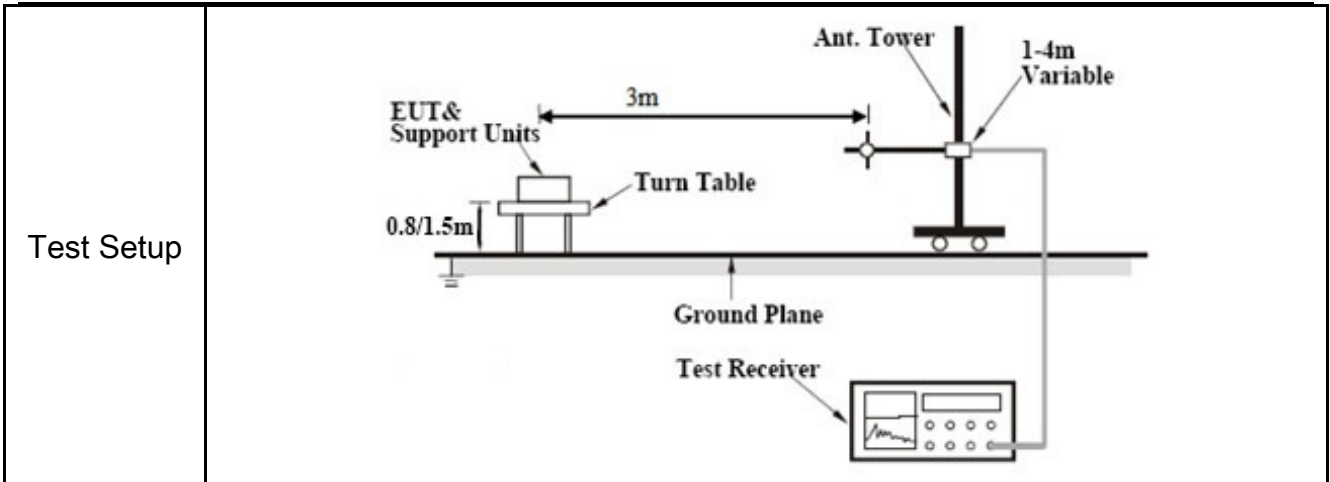 Test Setup
Ant. Tower
1-4m
Variable
3m
EUT&
Support Units
Turn Table
0.8/1.5m
Ground Plane
Test Receiver